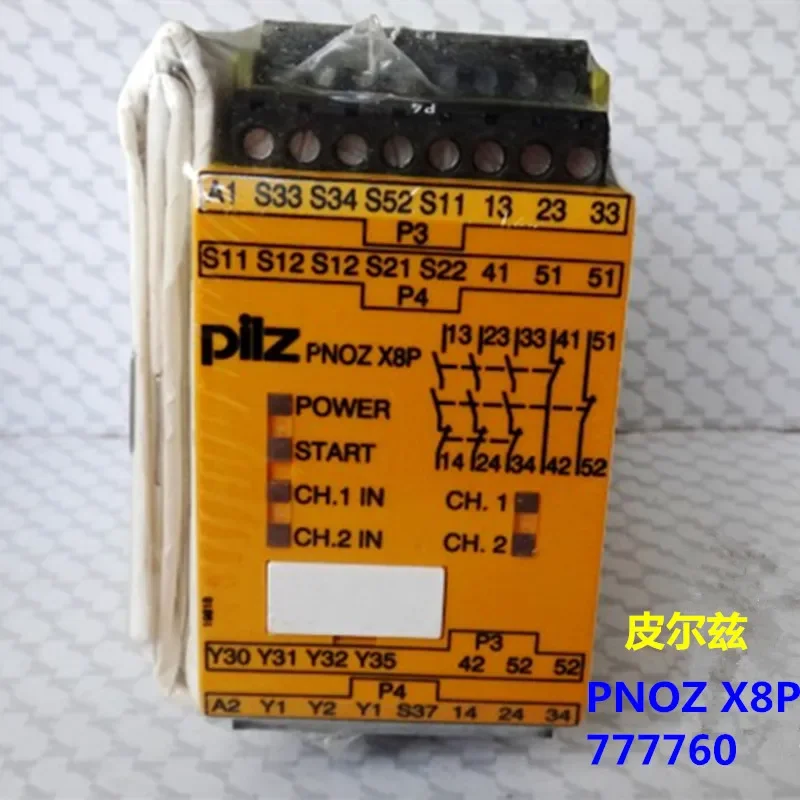 P4
A1 S33 S34 S52 S11 13 23 33
P3
S11 S12 S12 S21 S22 41 51 51
P4
pilz PNOZ X8P
13 23 33 41 51
POWER
START
14 24 34 42 52
CH.1 IN CH. 1
CH.2 IN CH. 2
P3
Y30 Y31 Y32 Y35 42 52 52
P4
A2 Y1 Y2 Y1 S37 14 24 34
皮尔兹
PNOZ X8P
777760